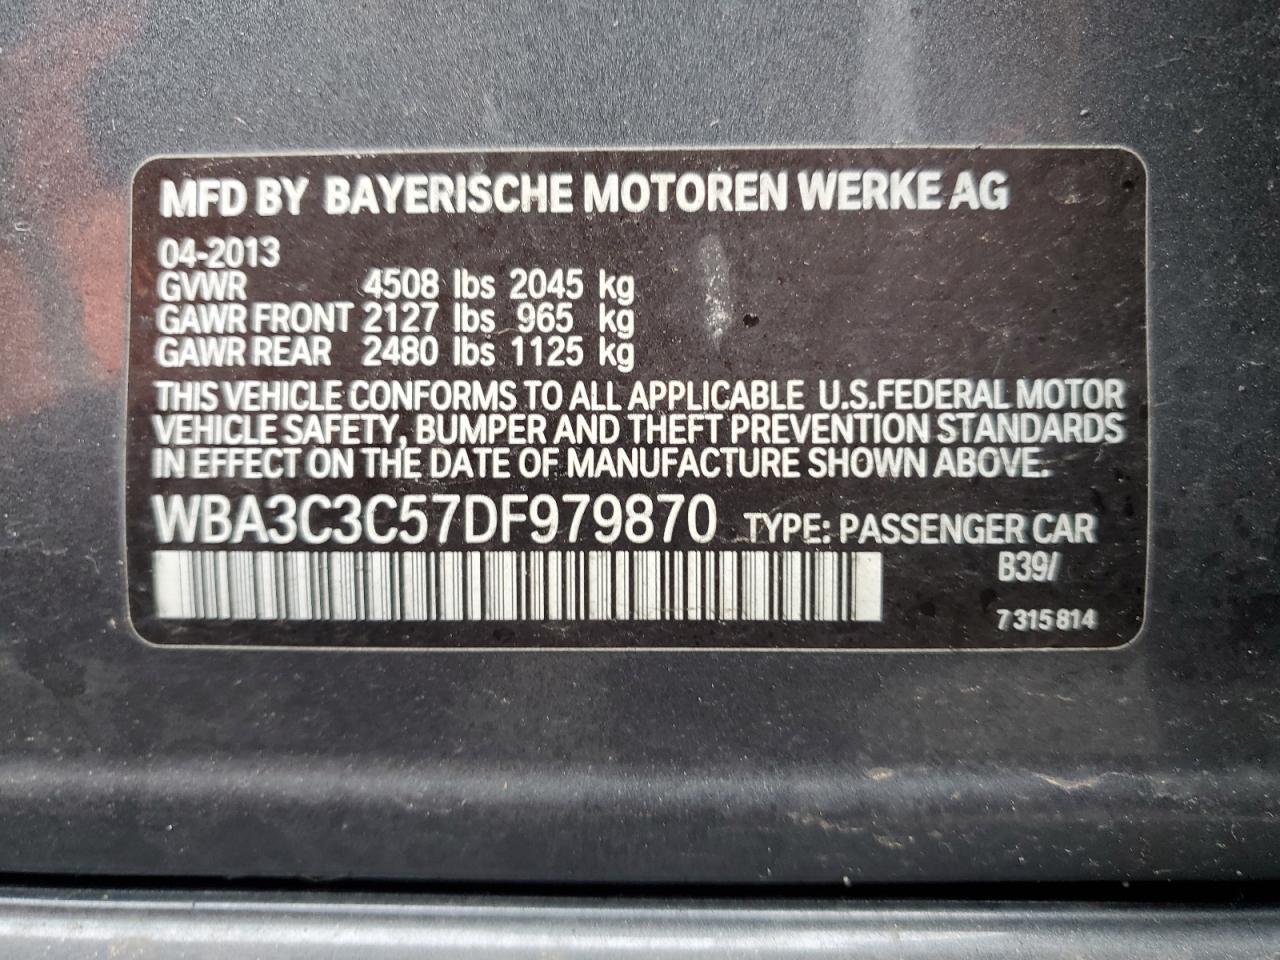 MFD BY BAYERISCHE MOTOREN WERKE AG
04-2013
GVWR 4508 lbs 2045 kg
GAWR FRONT 2127 lbs 965 kg
GAWR REAR 2480 lbs 1125 kg
THIS VEHICLE CONFORMS TO ALL APPLICABLE U.S.FEDERAL MOTOR
VEHICLE SAFETY, BUMPER AND THEFT PREVENTION STANDARDS
IN EFFECT ON THE DATE OF MANUFACTURE SHOWN ABOVE.
WBA3C3C57DF979870 TYPE: PASSENGER CAR
B39/
7 315 814